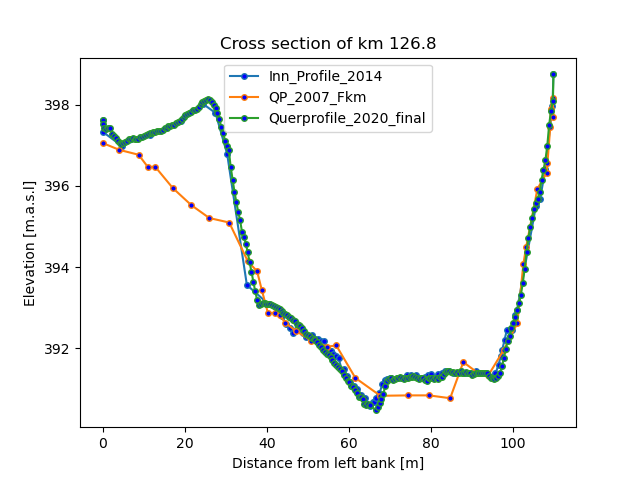 Cross section of km 126.8
Inn_Profile_2014
QP_2007_Fkm
Querprofile_2020_final
398
396
394
392
Elevation [m.a.s.l]
0 20 40 60 80 100
Distance from left bank [m]